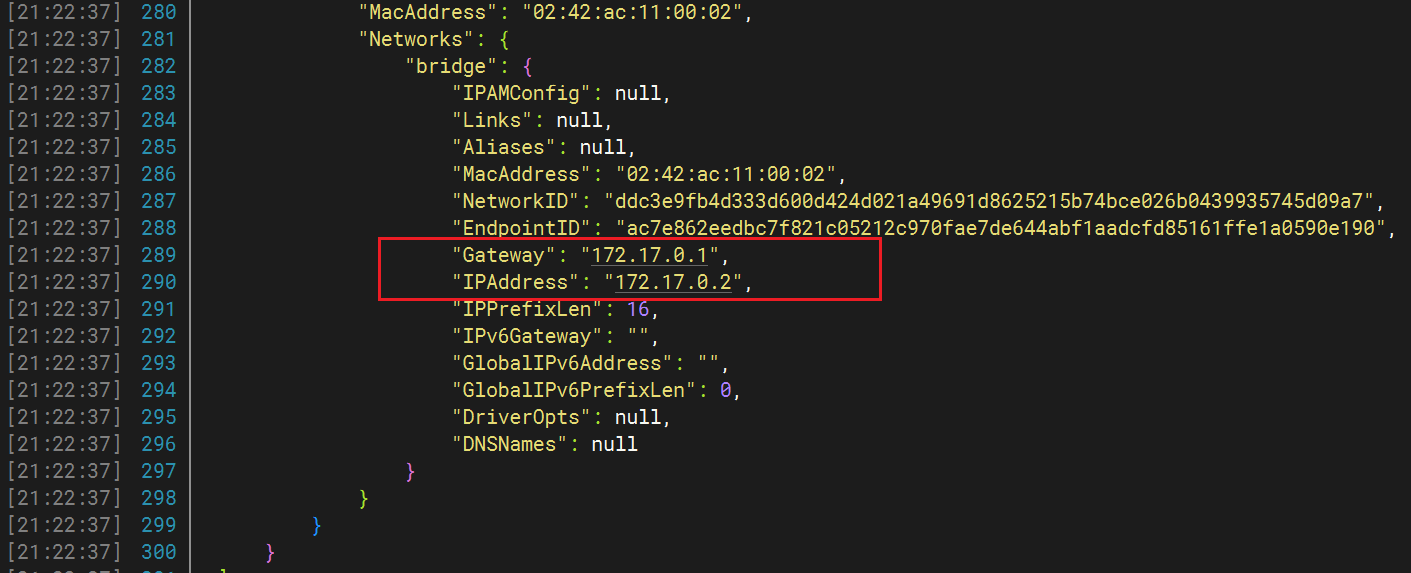 [21:22:37] 280 "MacAddress": "02:42:ac:11:00:02",
[21:22:37] 281 "Networks": {
[21:22:37] 282 "bridge": {
[21:22:37] 283 "IPAMConfig": null,
[21:22:37] 284 "Links": null,
[21:22:37] 285 "Aliases": null,
[21:22:37] 286 "MacAddress": "02:42:ac:11:00:02",
[21:22:37] 287 "NetworkID": "ddc3e9fb4d333d600d424d021a49691d8625215b74bce026b0439935745d09a7",
[21:22:37] 288 "EndpointID": "ac7e862eedbc7f821c05212c970fae7de644abf1aadcfd85161ffe1a0590e190",
[21:22:37] 289 "Gateway": "172.17.0.1",
[21:22:37] 290 "IPAddress": "172.17.0.2",
[21:22:37] 291 "IPPrefixLen": 16,
[21:22:37] 292 "IPv6Gateway": "",
[21:22:37] 293 "GlobalIPv6Address": "",
[21:22:37] 294 "GlobalIPv6PrefixLen": 0,
[21:22:37] 295 "DriverOpts": null,
[21:22:37] 296 "DNSNames": null
[21:22:37] 297 }
[21:22:37] 298 }
[21:22:37] 299 }
[21:22:37] 300 }